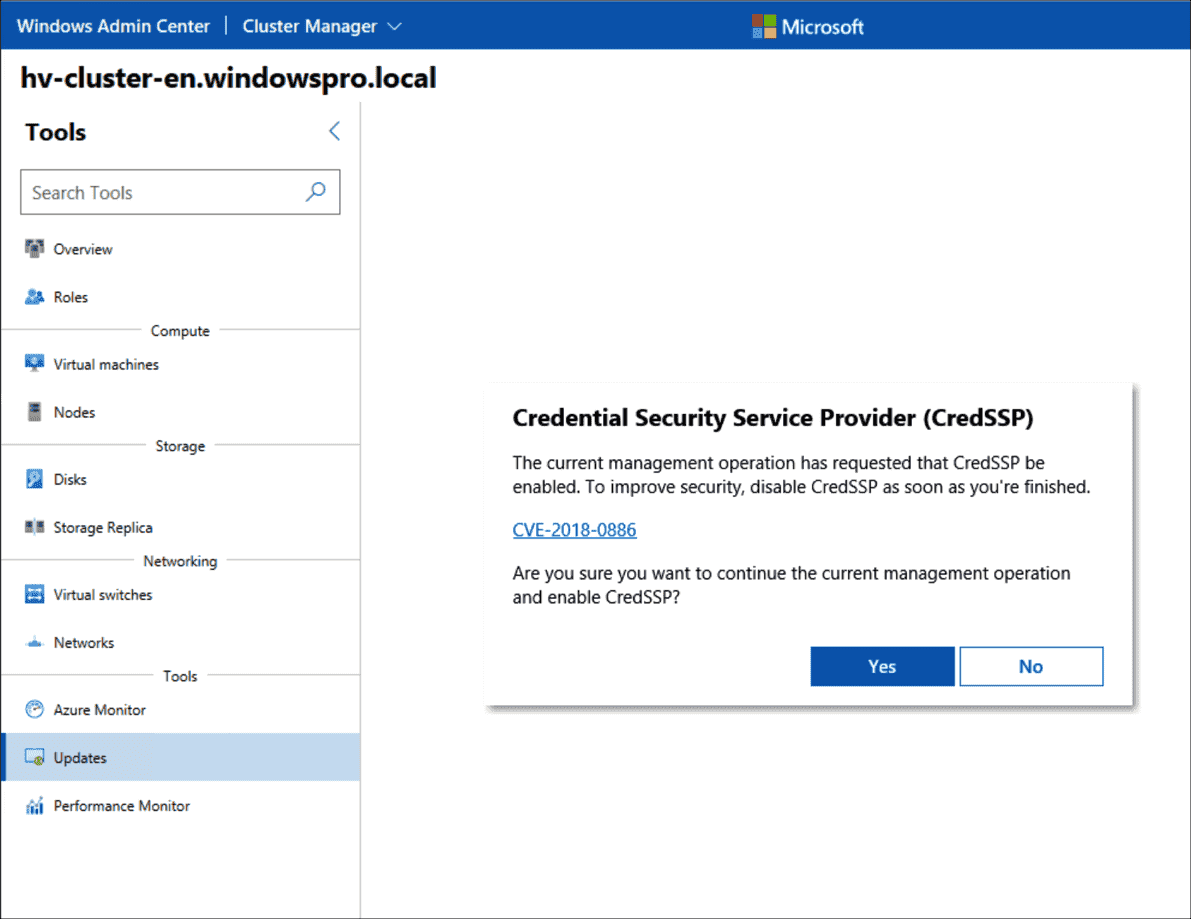 Windows Admin Center | Cluster Manager
Microsoft
hv-cluster-en.windowspro.local
Tools
Search Tools
Overview
Roles
Compute
Virtual machines
Nodes
Storage
Disks
Storage Replica
Networking
Virtual switches
Networks
Tools
Azure Monitor
Updates
Performance Monitor
Credential Security Service Provider (CredSSP)
The current management operation has requested that CredSSP be
enabled. To improve security, disable CredSSP as soon as you're finished.
CVE-2018-0886
Are you sure you want to continue the current management operation
and enable CredSSP?
Yes
No